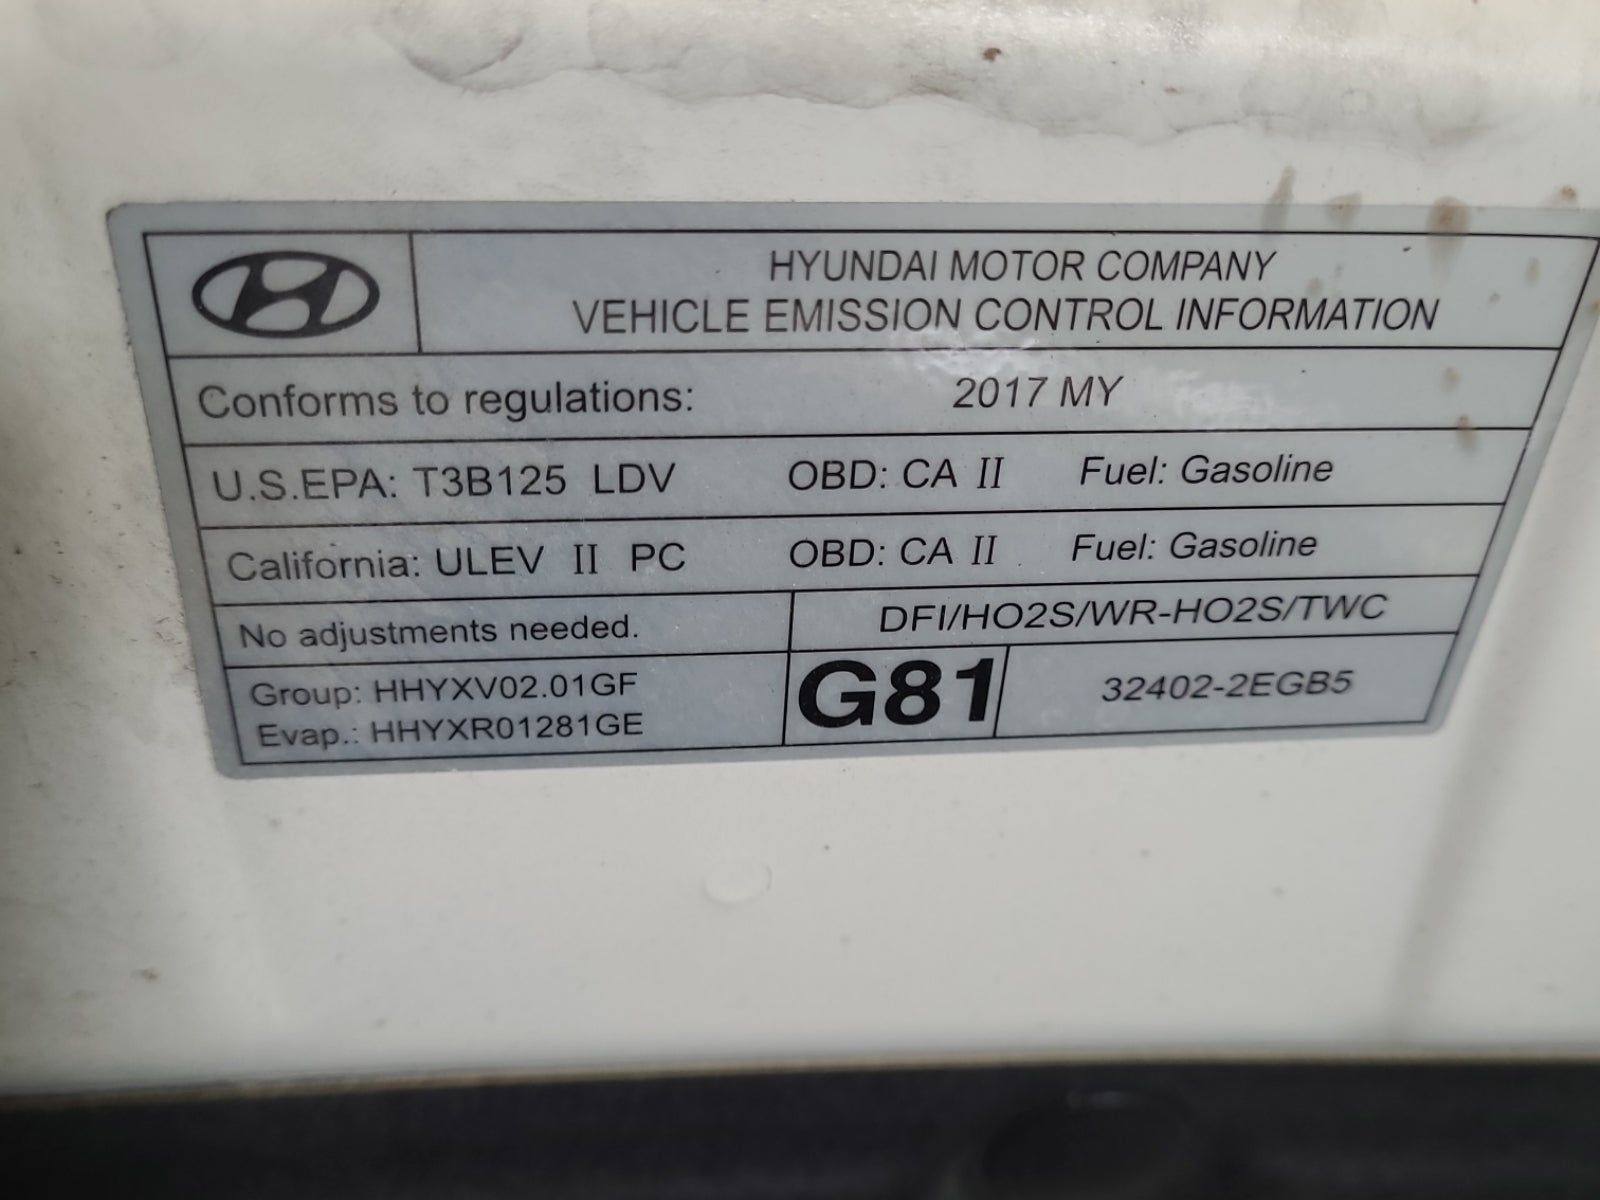 HYUNDAI MOTOR COMPANY
VEHICLE EMISSION CONTROL INFORMATION
Conforms to regulations: 2017 MY
U.S.EPA: T3B125 LDV OBD: CA II Fuel: Gasoline
California: ULEV II PC OBD: CA II Fuel: Gasoline
No adjustments needed. DFI/HO2S/WR-HO2S/TWC
Group: HHYXV02.01GF
Evap.: HHYXR01281GE
G81
32402-2EGB5